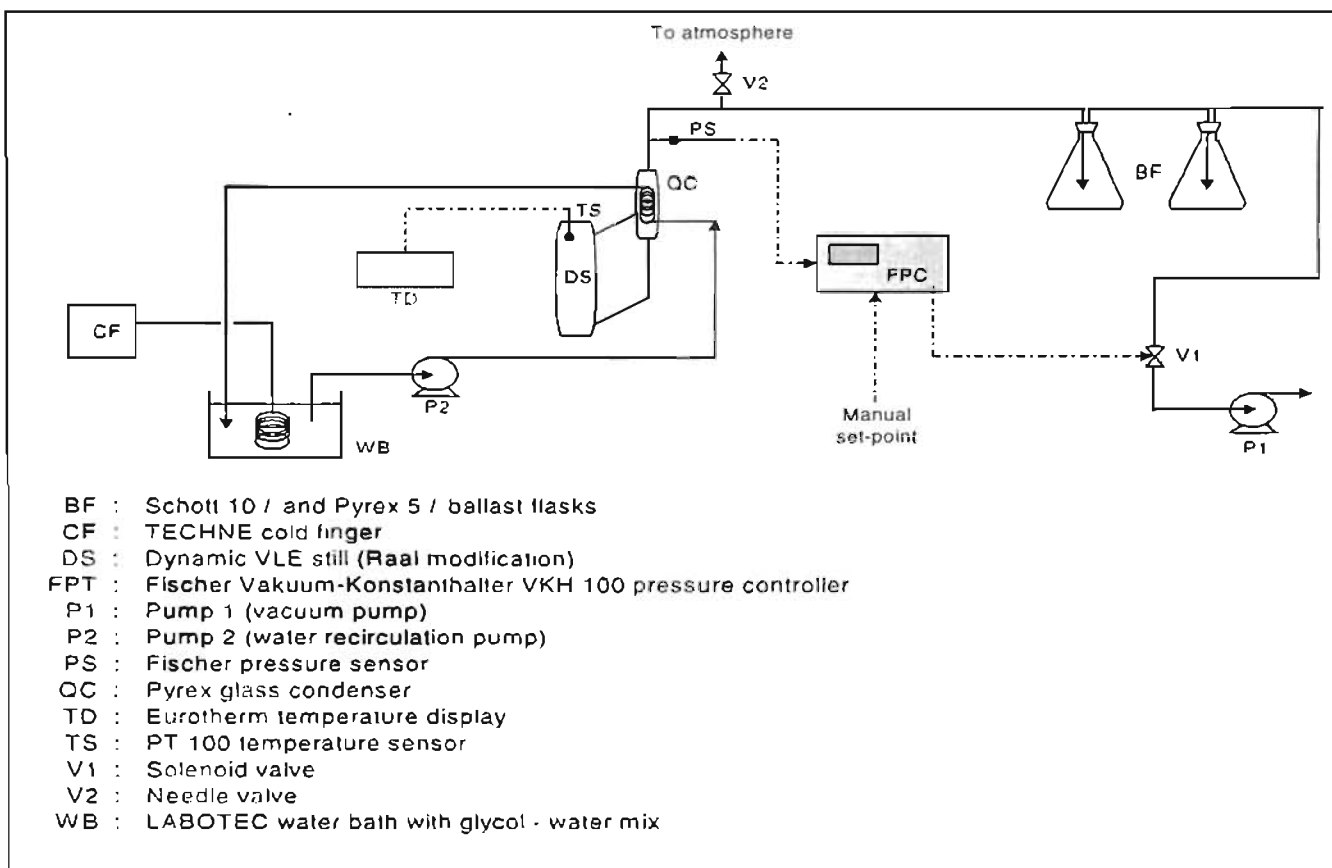 To atmosphere
V2
PS
QC
BF
TS
DS
TD
FPC
CF
V1
P2
Manual
set-point
P1
WB
BF : Schott 10 l and Pyrex 5 l ballast flasks
CF : TECHNE cold finger
DS : Dynamic VLE still (Raal modification)
FPT : Fischer Vakuum-Konstanthalter VKH 100 pressure controller
P1 : Pump 1 (vacuum pump)
P2 : Pump 2 (water recirculation pump)
PS : Fischer pressure sensor
QC : Pyrex glass condenser
TD : Eurotherm temperature display
TS : PT 100 temperature sensor
V1 : Solenoid valve
V2 : Needle valve
WB : LABOTEC water bath with glycol - water mix